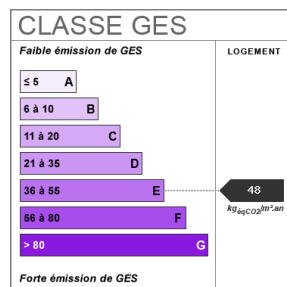 CLASSE GES
Faible émission de GES
LOGEMENT
≤ 5 A
6 à 10 B
11 à 20 C
21 à 35 D
36 à 55 E
48
kgéqCO2/m².an
56 à 80 F
> 80 G
Forte émission de GES